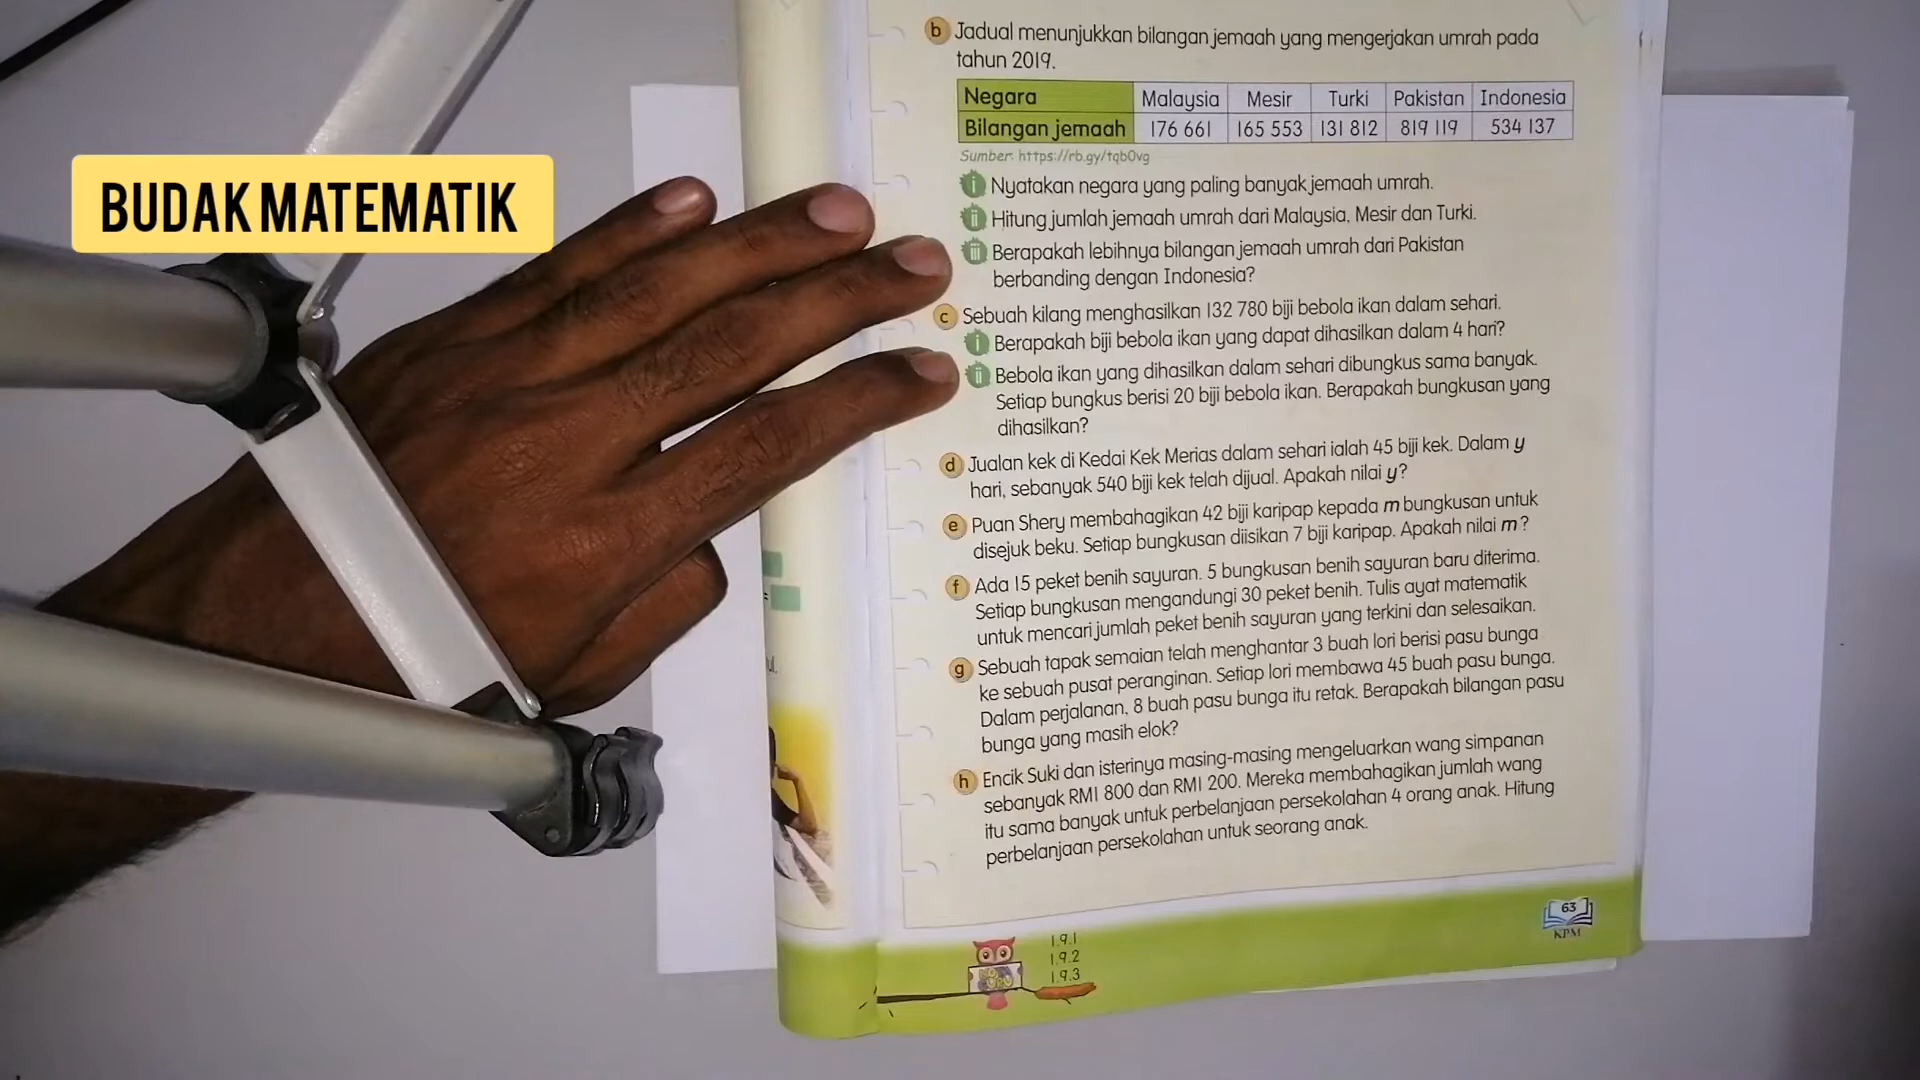 BUDAK MATEMATIK
b Jadual menunjukkan bilangan jemaah yang mengerjakan umrah pada
tahun 2019.
Negara Malaysia Mesir Turki Pakistan Indonesia
Bilangan jemaah 176 661 165 553 131 812 819 119 534 137
Sumber: https://rb.gy/tqb0vg
i Nyatakan negara yang paling banyak jemaah umrah.
ii Hitung jumlah jemaah umrah dari Malaysia, Mesir dan Turki.
iii Berapakah lebihnya bilangan jemaah umrah dari Pakistan
berbanding dengan Indonesia?
c Sebuah kilang menghasilkan 132 780 biji bebola ikan dalam sehari.
i Berapakah biji bebola ikan yang dapat dihasilkan dalam 4 hari?
ii Bebola ikan yang dihasilkan dalam sehari dibungkus sama banyak.
Setiap bungkus berisi 20 biji bebola ikan. Berapakah bungkusan yang
dihasilkan?
d Jualan kek di Kedai Kek Merias dalam sehari ialah 45 biji kek. Dalam y
hari, sebanyak 540 biji kek telah dijual. Apakah nilai y?
e Puan Shery membahagikan 42 biji karipap kepada m bungkusan untuk
disejuk beku. Setiap bungkusan diisikan 7 biji karipap. Apakah nilai m?
f Ada 15 peket benih sayuran. 5 bungkusan benih sayuran baru diterima.
Setiap bungkusan mengandungi 30 peket benih. Tulis ayat matematik
untuk mencari jumlah peket benih sayuran yang terkini dan selesaikan.
g Sebuah tapak semaian telah menghantar 3 buah lori berisi pasu bunga
ke sebuah pusat peranginan. Setiap lori membawa 45 buah pasu bunga.
Dalam perjalanan, 8 buah pasu bunga itu retak. Berapakah bilangan pasu
bunga yang masih elok?
h Encik Suki dan isterinya masing-masing mengeluarkan wang simpanan
sebanyak RM1 800 dan RM1 200. Mereka membahagikan jumlah wang
itu sama banyak untuk perbelanjaan persekolahan 4 orang anak. Hitung
perbelanjaan persekolahan untuk seorang anak.
63
KPM
1.9.1
1.9.2
1.9.3